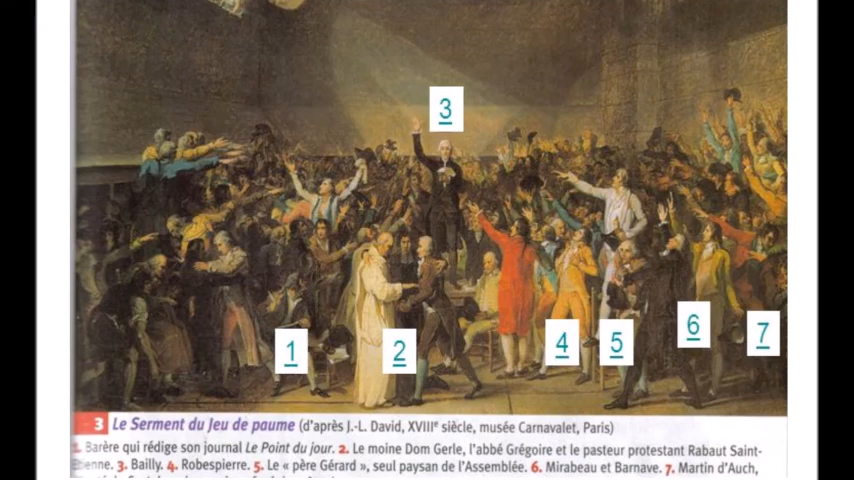 3
1
2
4
5
6
7
3 Le Serment du Jeu de paume (d'après J.-L. David, XVIIIe siècle, musée Carnavalet, Paris)
1. Barère qui rédige son journal Le Point du jour. 2. Le moine Dom Gerle, l'abbé Grégoire et le pasteur protestant Rabaut Saint-
Étienne. 3. Bailly. 4. Robespierre. 5. Le « père Gérard », seul paysan de l'Assemblée. 6. Mirabeau et Barnave. 7. Martin d'Auch,